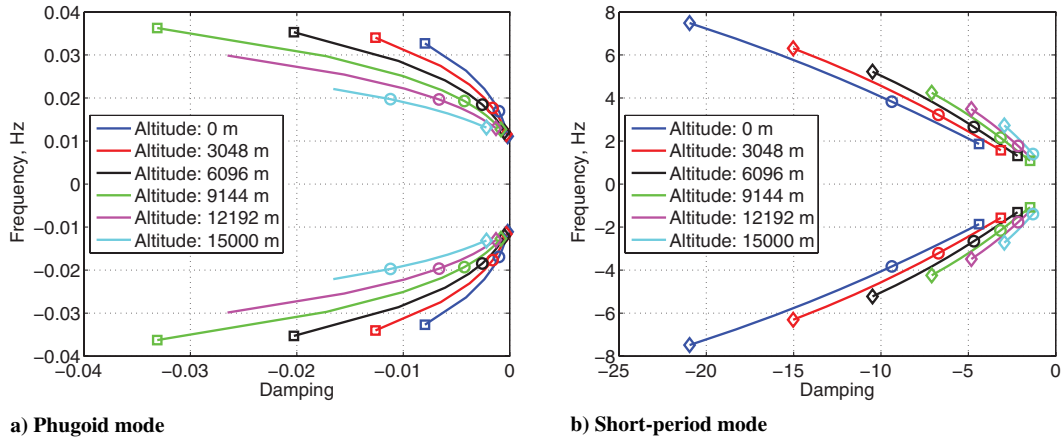 0.04
0.03
0.02
0.01
0
−0.01
−0.02
−0.03
−0.04
Frequency, Hz
Altitude: 0 m
Altitude: 3048 m
Altitude: 6096 m
Altitude: 9144 m
Altitude: 12192 m
Altitude: 15000 m
−0.04 −0.03 −0.02 −0.01 0
Damping
a) Phugoid mode
8
6
4
2
0
−2
−4
−6
−8
Frequency, Hz
Altitude: 0 m
Altitude: 3048 m
Altitude: 6096 m
Altitude: 9144 m
Altitude: 12192 m
Altitude: 15000 m
−25 −20 −15 −10 −5 0
Damping
b) Short-period mode